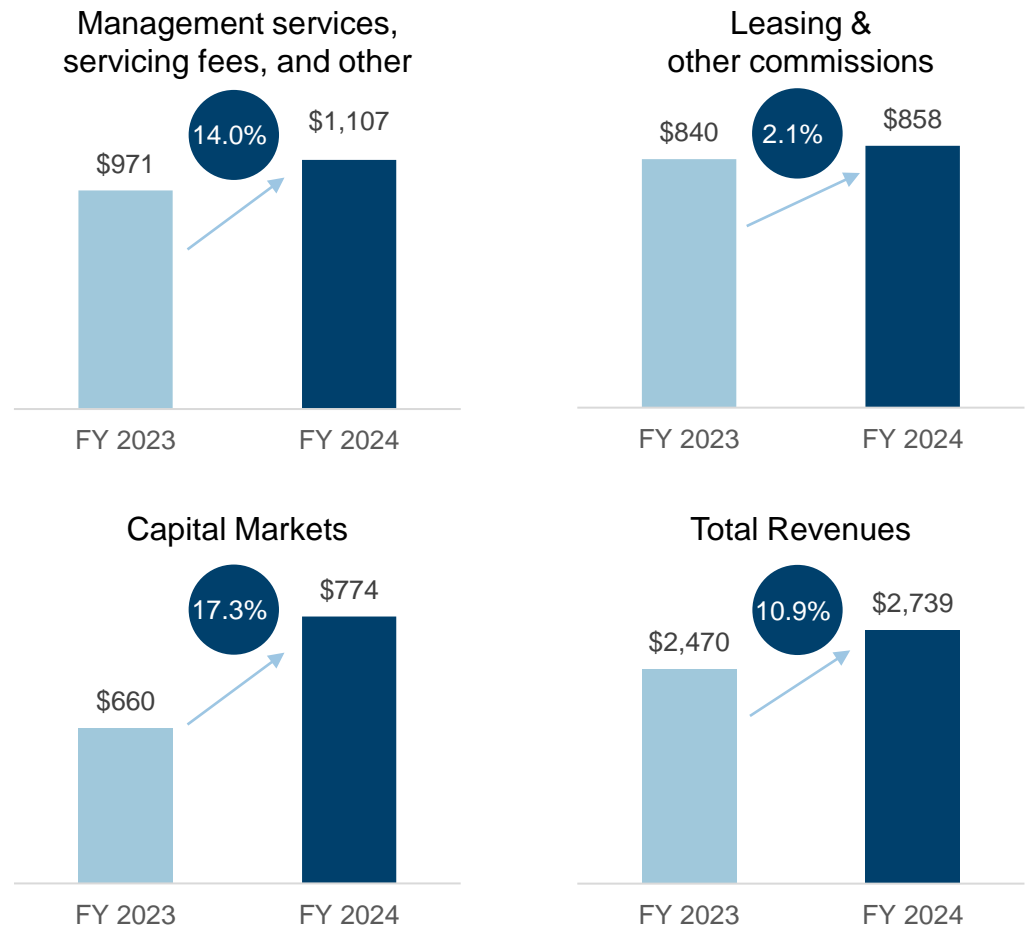 Management services,
servicing fees, and other
14.0%
$1,107
$971
FY 2023
FY 2024
Leasing &
other commissions
2.1%
$858
$840
FY 2023
FY 2024
Capital Markets
17.3%
$774
$660
FY 2023
FY 2024
Total Revenues
10.9%
$2,739
$2,470
FY 2023
FY 2024